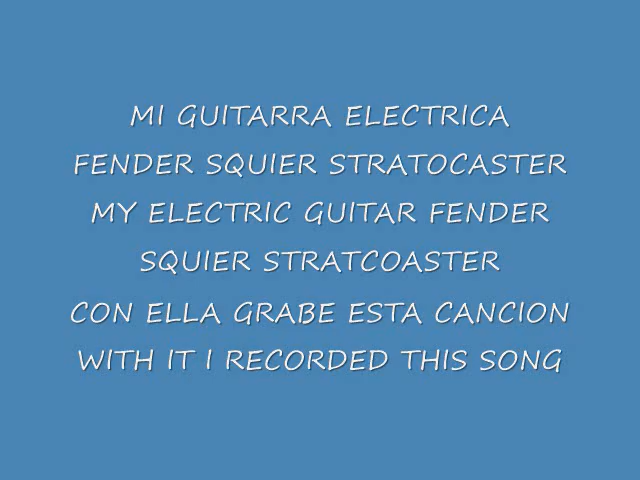 MI GUITARRA ELECTRICA
FENDER SQUIER STRATOCASTER
MY ELECTRIC GUITAR FENDER
SQUIER STRATCOASTER
CON ELLA GRABE ESTA CANCION
WITH IT I RECORDED THIS SONG